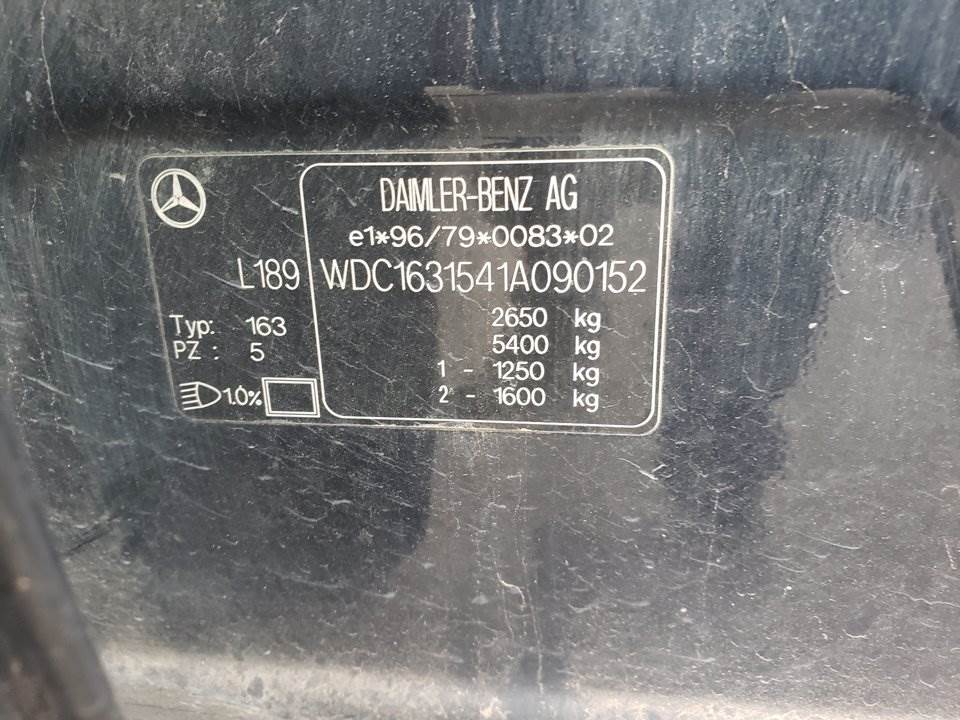 DAIMLER-BENZ AG
e1*96/79*0083*02
L189 WDC1631541A090152
Typ: 163 2650 kg
PZ : 5 5400 kg
1 - 1250 kg
1.0% 2 - 1600 kg